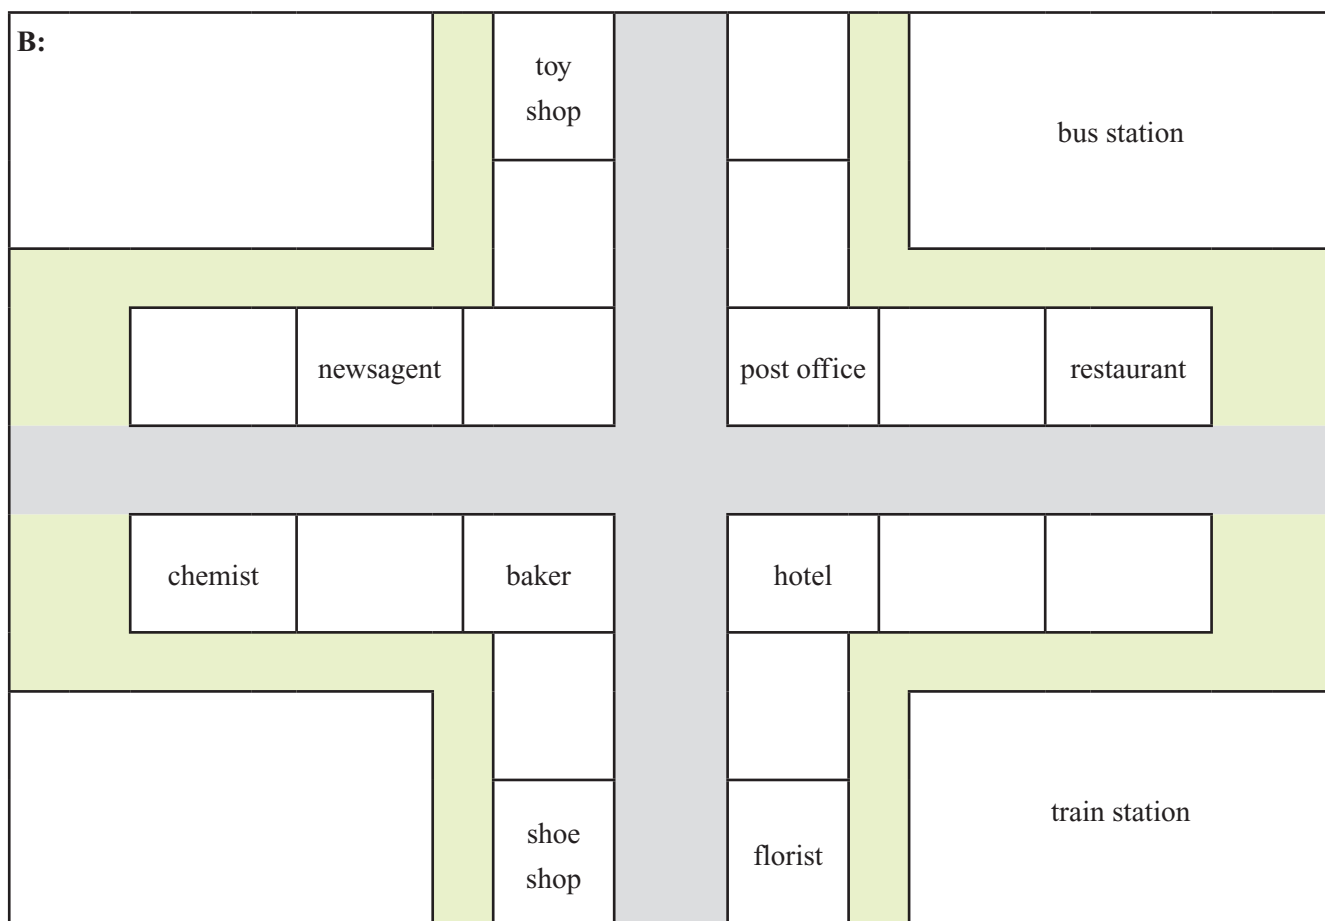 B:
toy
shop
bus station
newsagent
post office
restaurant
chemist
baker
hotel
shoe
shop
florist
train station